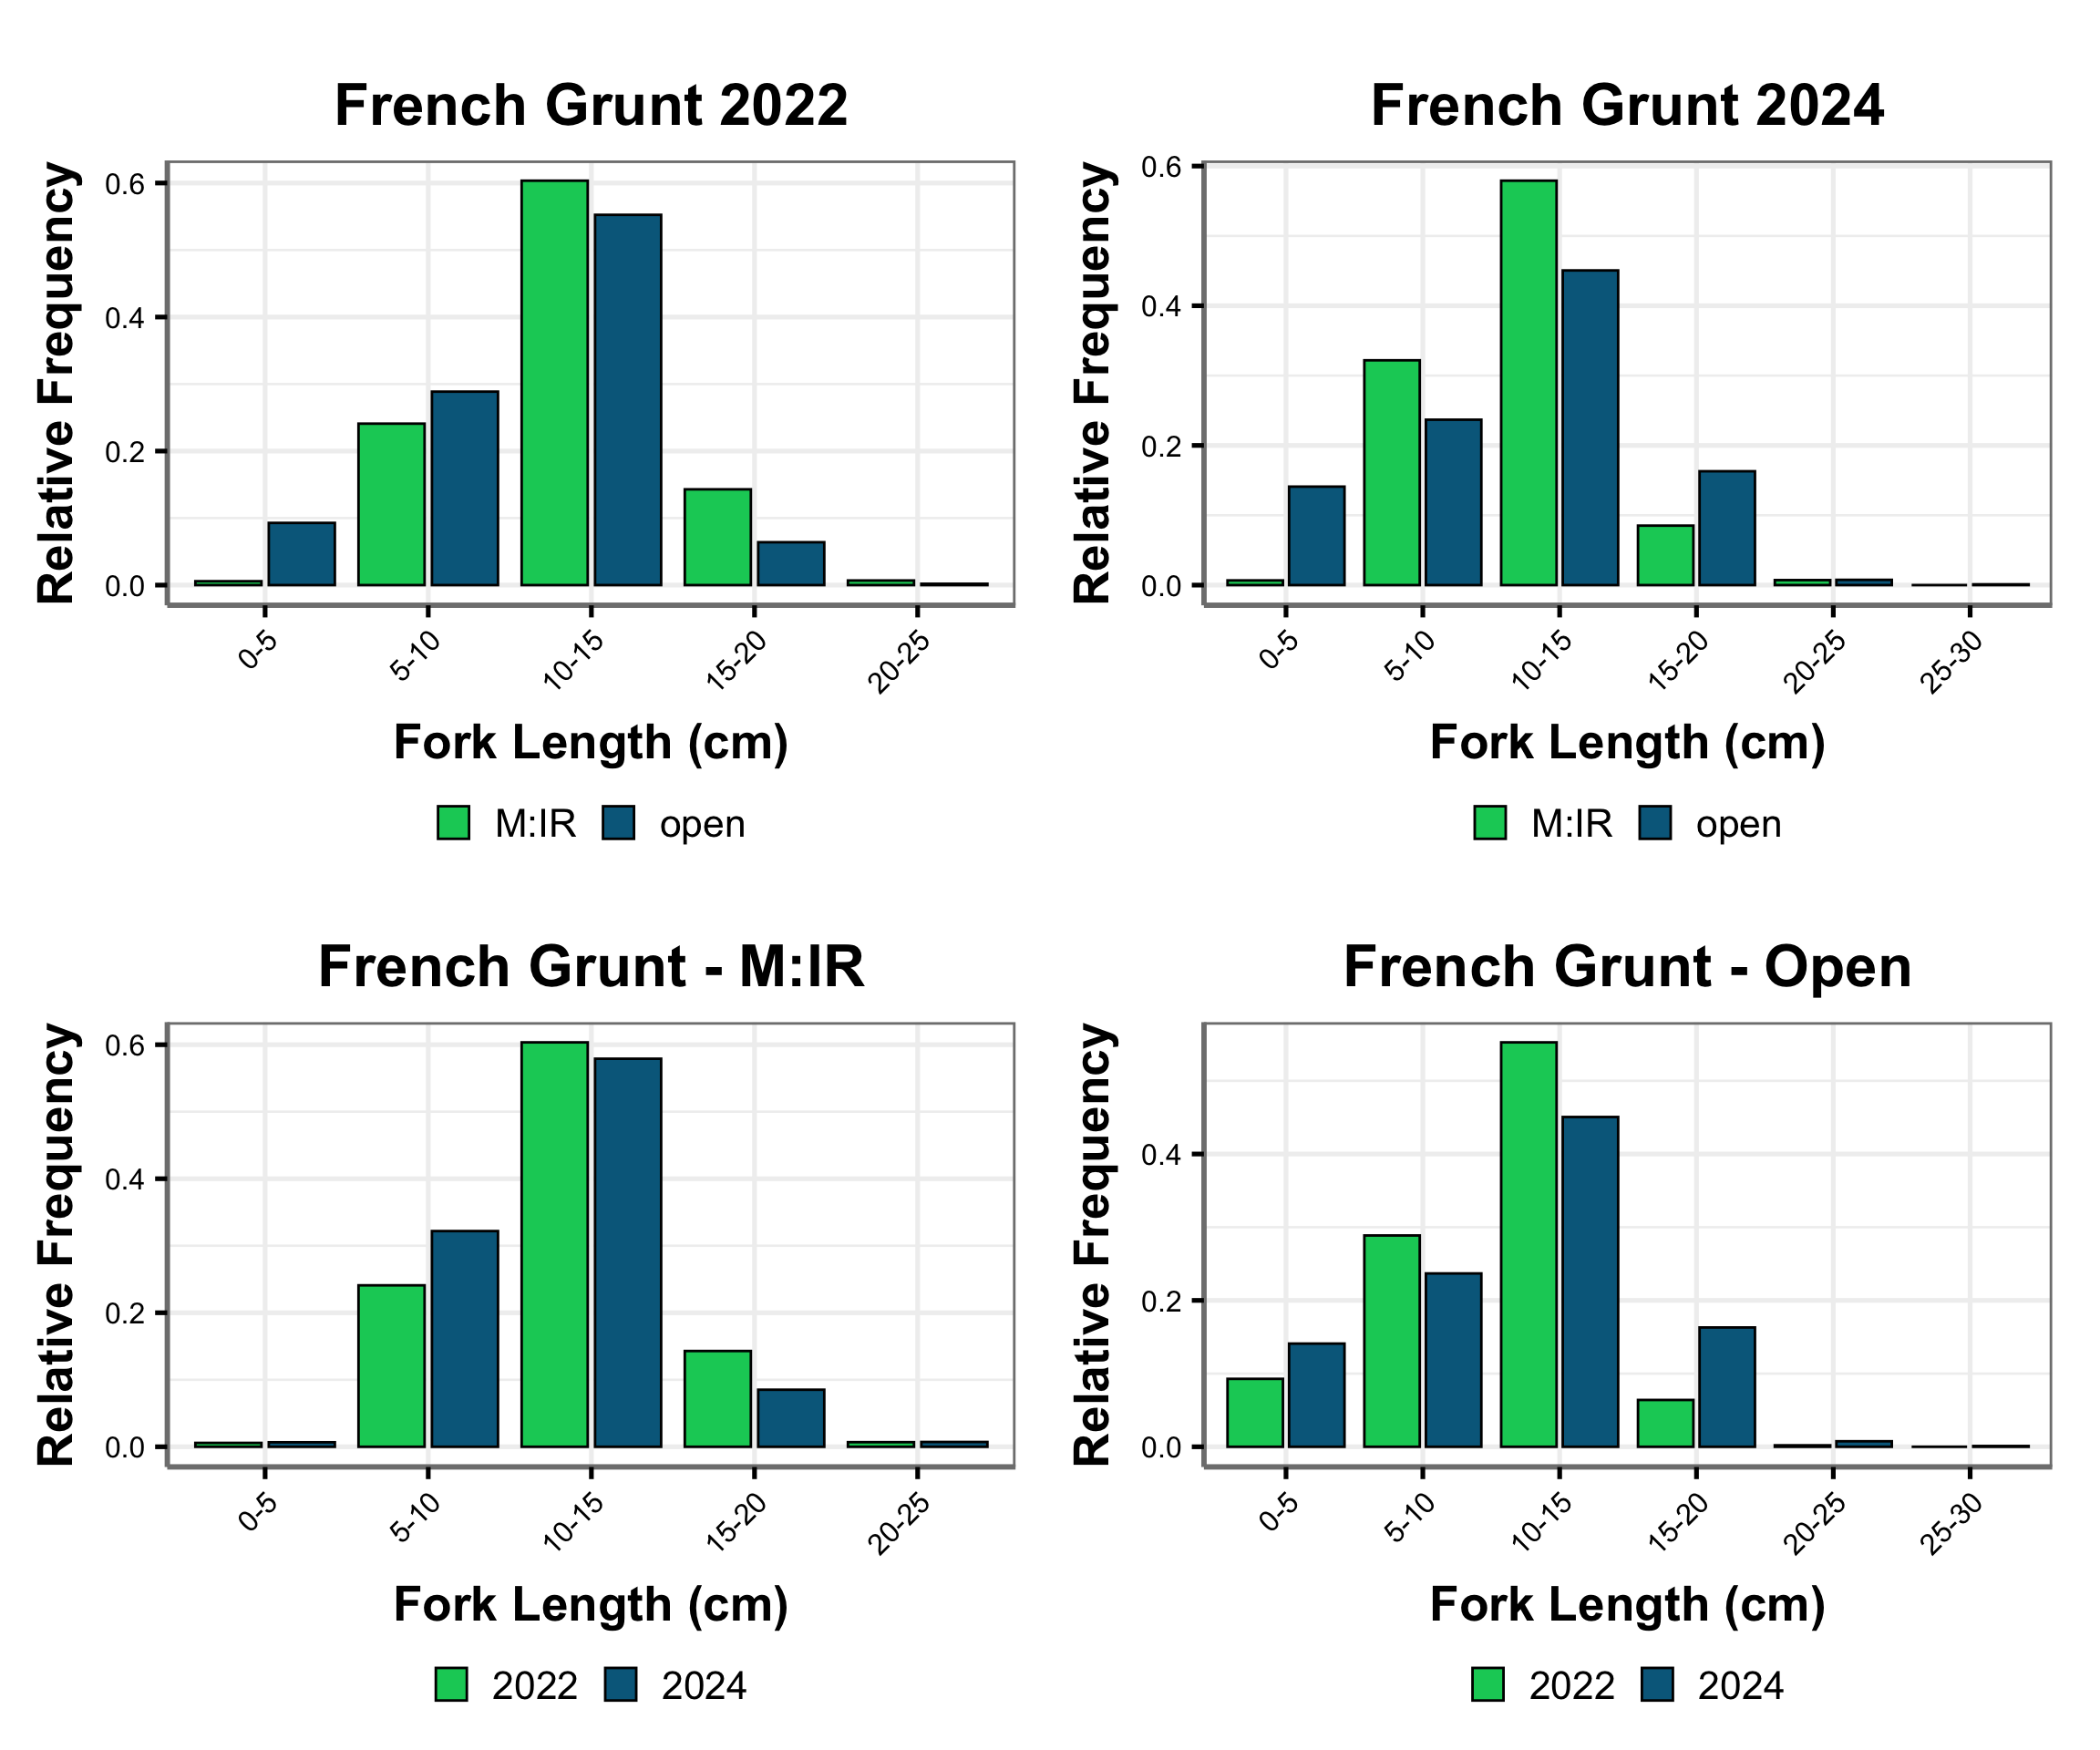 French Grunt 2022
Relative Frequency
0.6
0.4
0.2
0.0
0-5
5-10
10-15
15-20
20-25
Fork Length (cm)
M:IR
open
French Grunt 2024
Relative Frequency
0.6
0.4
0.2
0.0
0-5
5-10
10-15
15-20
20-25
25-30
Fork Length (cm)
M:IR
open
French Grunt - M:IR
Relative Frequency
0.6
0.4
0.2
0.0
0-5
5-10
10-15
15-20
20-25
Fork Length (cm)
2022
2024
French Grunt - Open
Relative Frequency
0.4
0.2
0.0
0-5
5-10
10-15
15-20
20-25
25-30
Fork Length (cm)
2022
2024